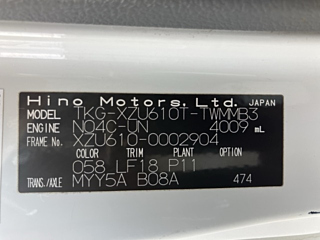 Hino Motors, Ltd. JAPAN
MODEL TKG-XZU610T-TWMMB3
ENGINE N04C-UN 4009 mL
FRAME No. XZU610-0002904
COLOR TRIM OPTION
058 LF18 P11
TRANS./AXLE MYY5A B08A 474